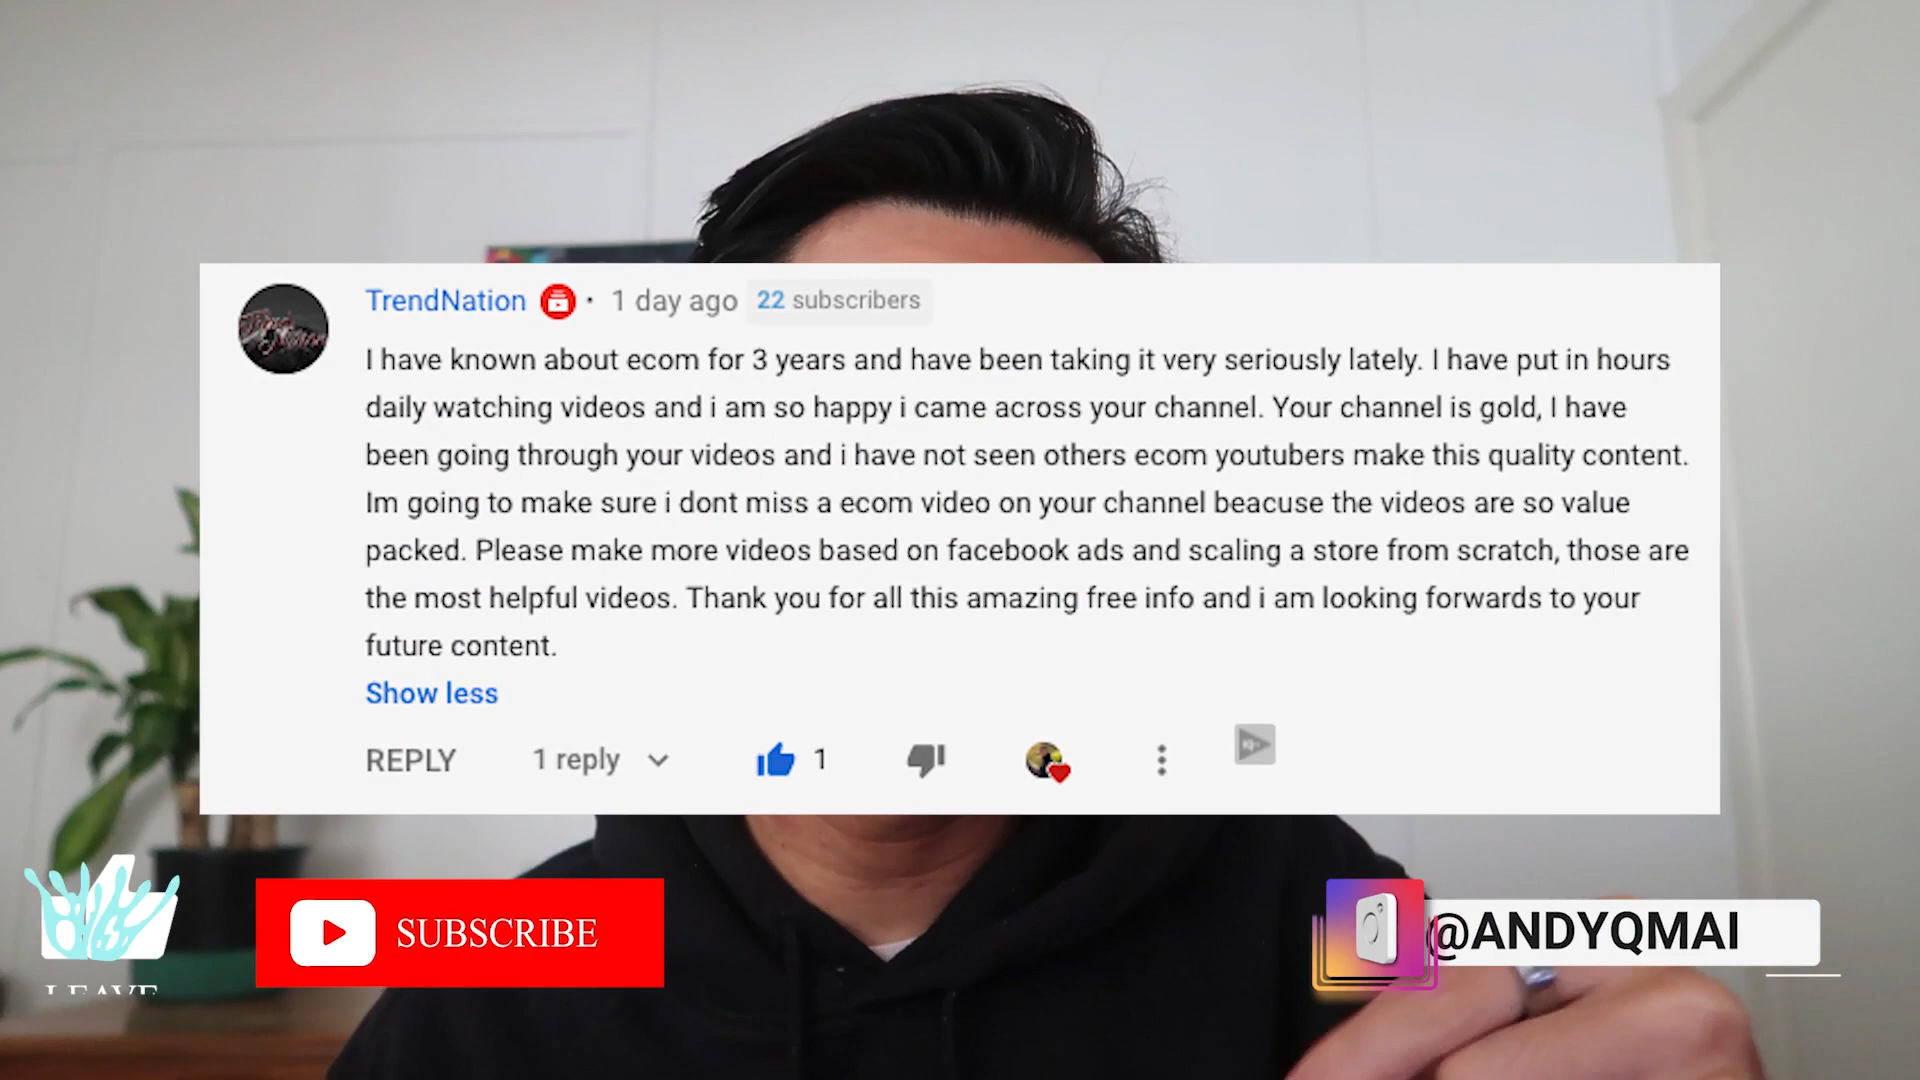 TrendNation · 1 day ago 22 subscribers
I have known about ecom for 3 years and have been taking it very seriously lately. I have put in hours
daily watching videos and i am so happy i came across your channel. Your channel is gold, I have
been going through your videos and i have not seen others ecom youtubers make this quality content.
Im going to make sure i dont miss a ecom video on your channel beacuse the videos are so value
packed. Please make more videos based on facebook ads and scaling a store from scratch, those are
the most helpful videos. Thank you for all this amazing free info and i am looking forwards to your
future content.
Show less
REPLY 1 reply 1
LEAVE
SUBSCRIBE
@ANDYQMAI